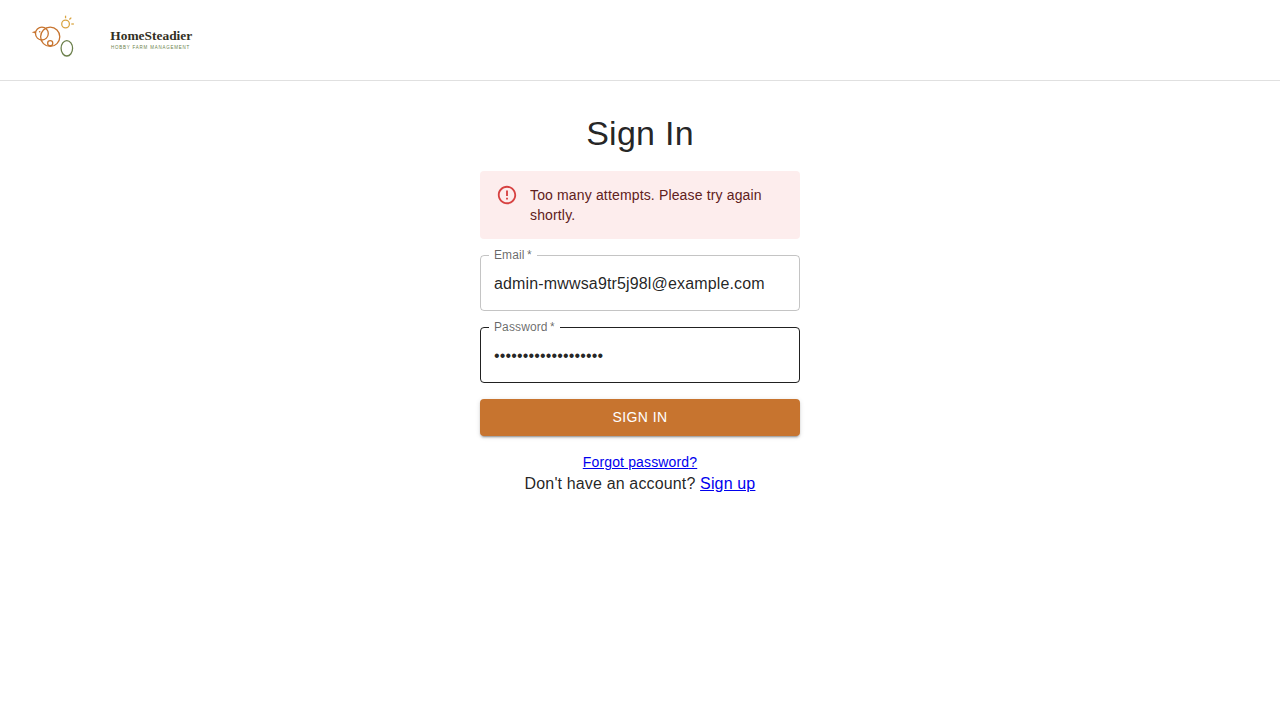 HomeSteadier
HOBBY FARM MANAGEMENT
Sign In
Too many attempts. Please try again
shortly.
Email *
admin-mwwsa9tr5j98l@example.com
Password *
•••••••••••••••••••
SIGN IN
Forgot password?
Don't have an account? Sign up